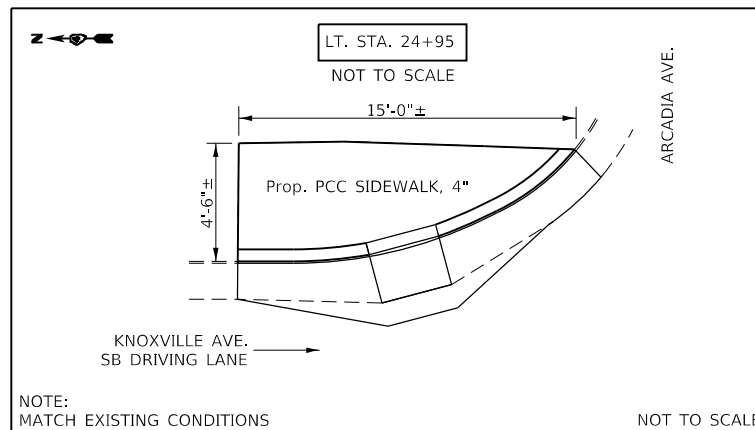 N
LT. STA. 24+95
NOT TO SCALE
ARCADIA AVE.
15'-0"±
4'-6"±
Prop. PCC SIDEWALK, 4"
KNOXVILLE AVE.
SB DRIVING LANE
NOTE:
MATCH EXISTING CONDITIONS
NOT TO SCALE